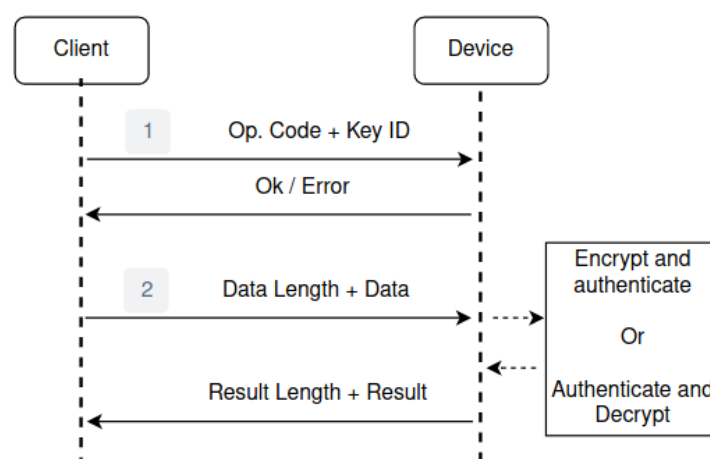 Client
Device
1
Op. Code + Key ID
Ok / Error
2
Data Length + Data
Encrypt and
authenticate
Or
Authenticate and
Decrypt
Result Length + Result